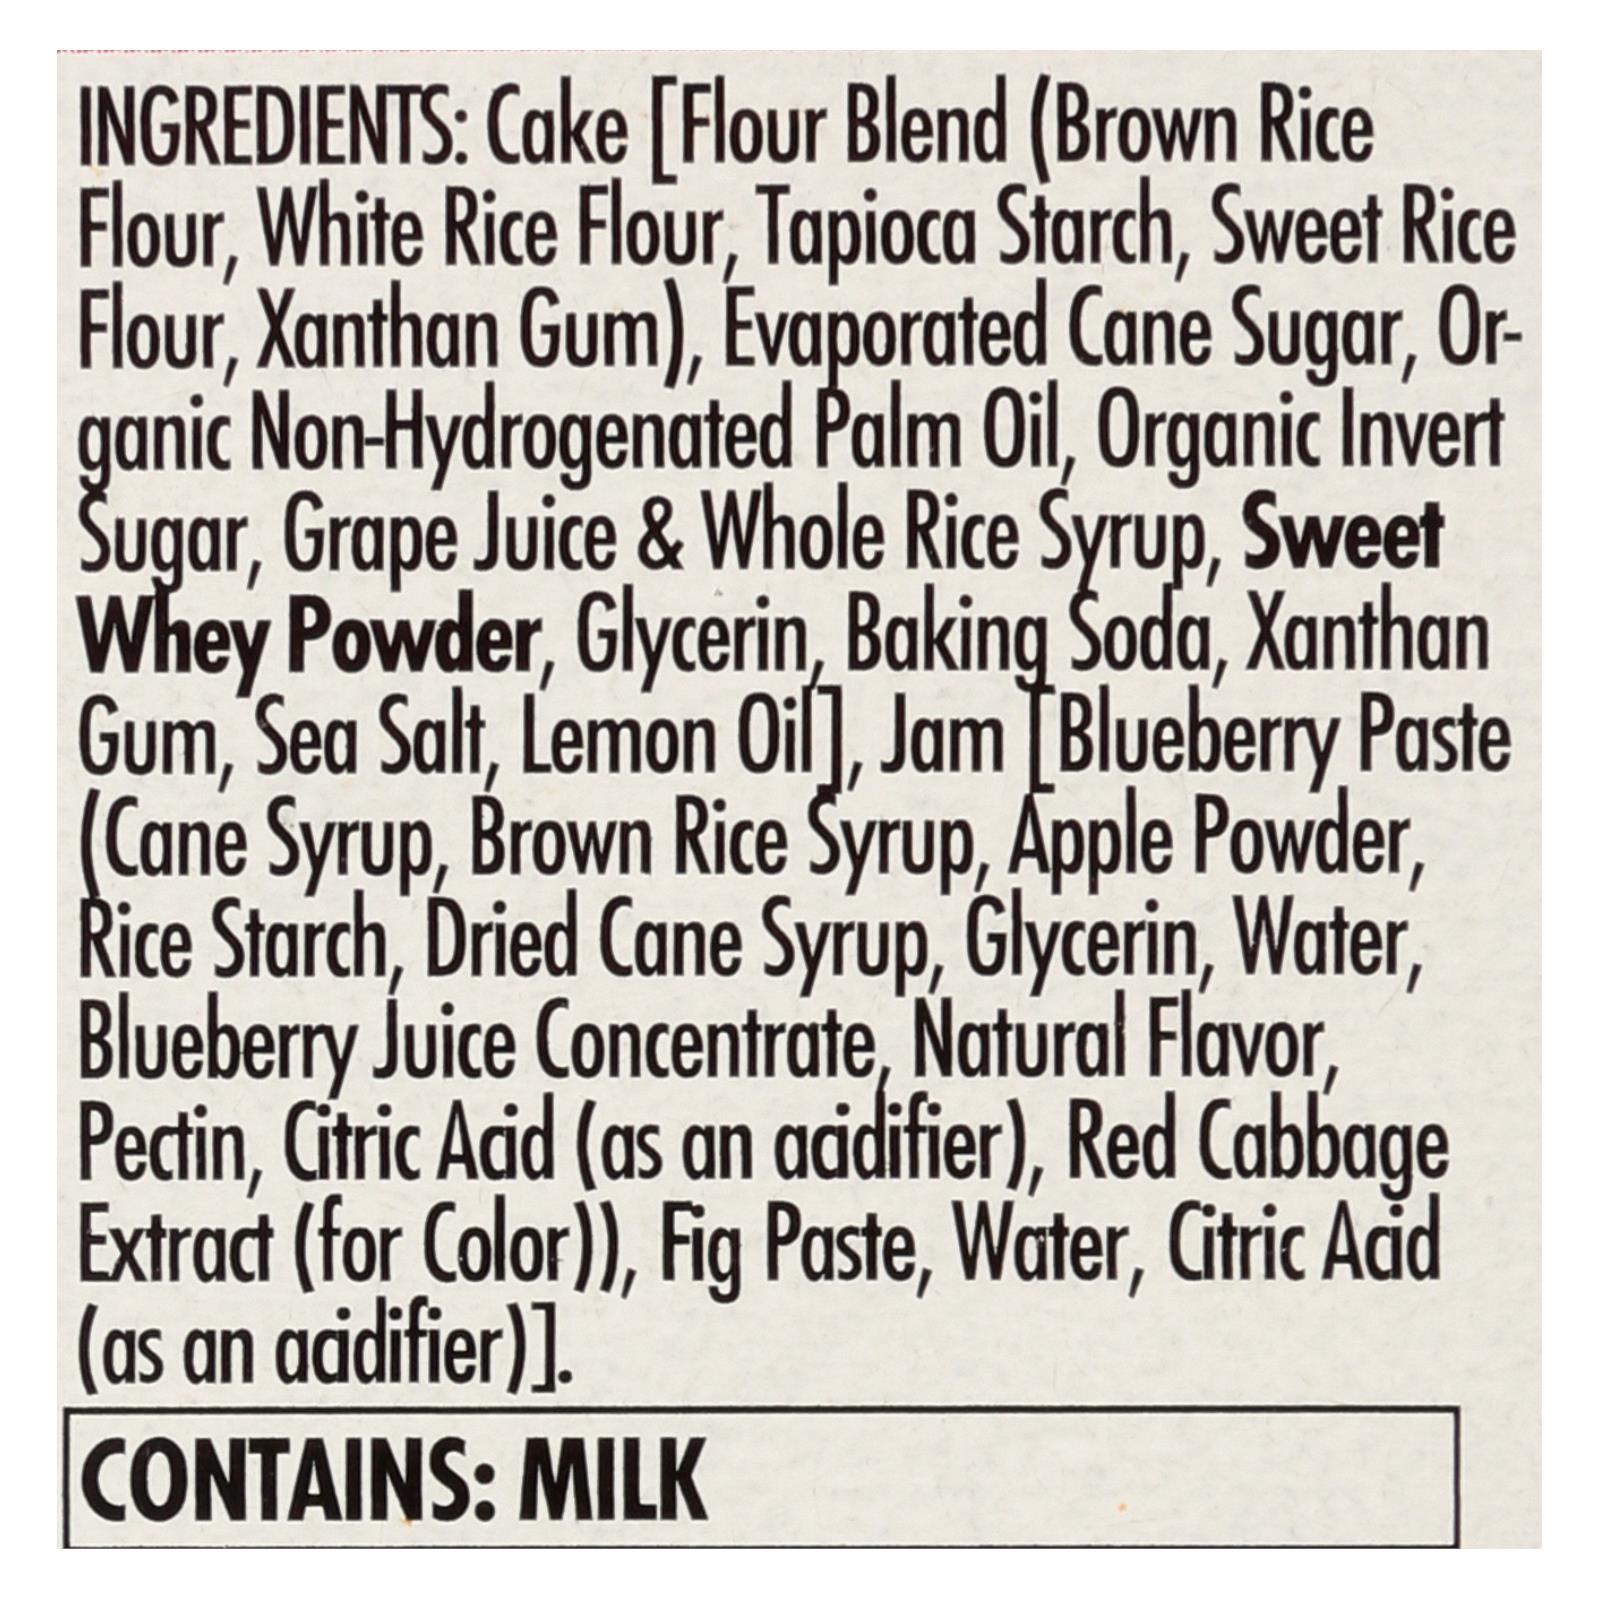 INGREDIENTS: Cake [Flour Blend (Brown Rice
Flour, White Rice Flour, Tapioca Starch, Sweet Rice
Flour, Xanthan Gum), Evaporated Cane Sugar, Or-
ganic Non-Hydrogenated Palm Oil, Organic Invert
Sugar, Grape Juice & Whole Rice Syrup, Sweet
Whey Powder, Glycerin, Baking Soda, Xanthan
Gum, Sea Salt, Lemon Oil], Jam [Blueberry Paste
(Cane Syrup, Brown Rice Syrup, Apple Powder,
Rice Starch, Dried Cane Syrup, Glycerin, Water,
Blueberry Juice Concentrate, Natural Flavor,
Pectin, Citric Acid (as an acidifier), Red Cabbage
Extract (for Color)), Fig Paste, Water, Citric Acid
(as an acidifier)].
CONTAINS: MILK